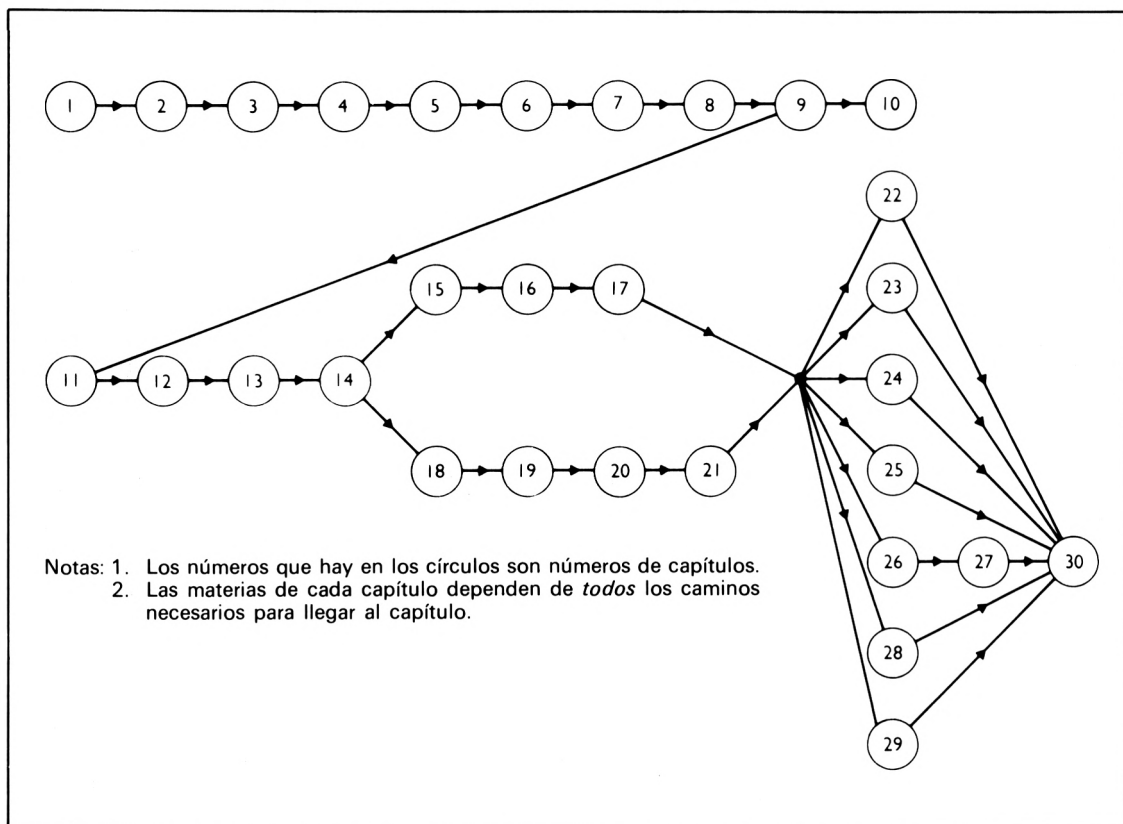 1 2 3 4 5 6 7 8 9 10
22
15 16 17 23
11 12 13 14 24
18 19 20 21 25
26 27 30
Notas: 1. Los números que hay en los círculos son números de capítulos.
2. Las materias de cada capítulo dependen de todos los caminos
necesarios para llegar al capítulo.
28
29